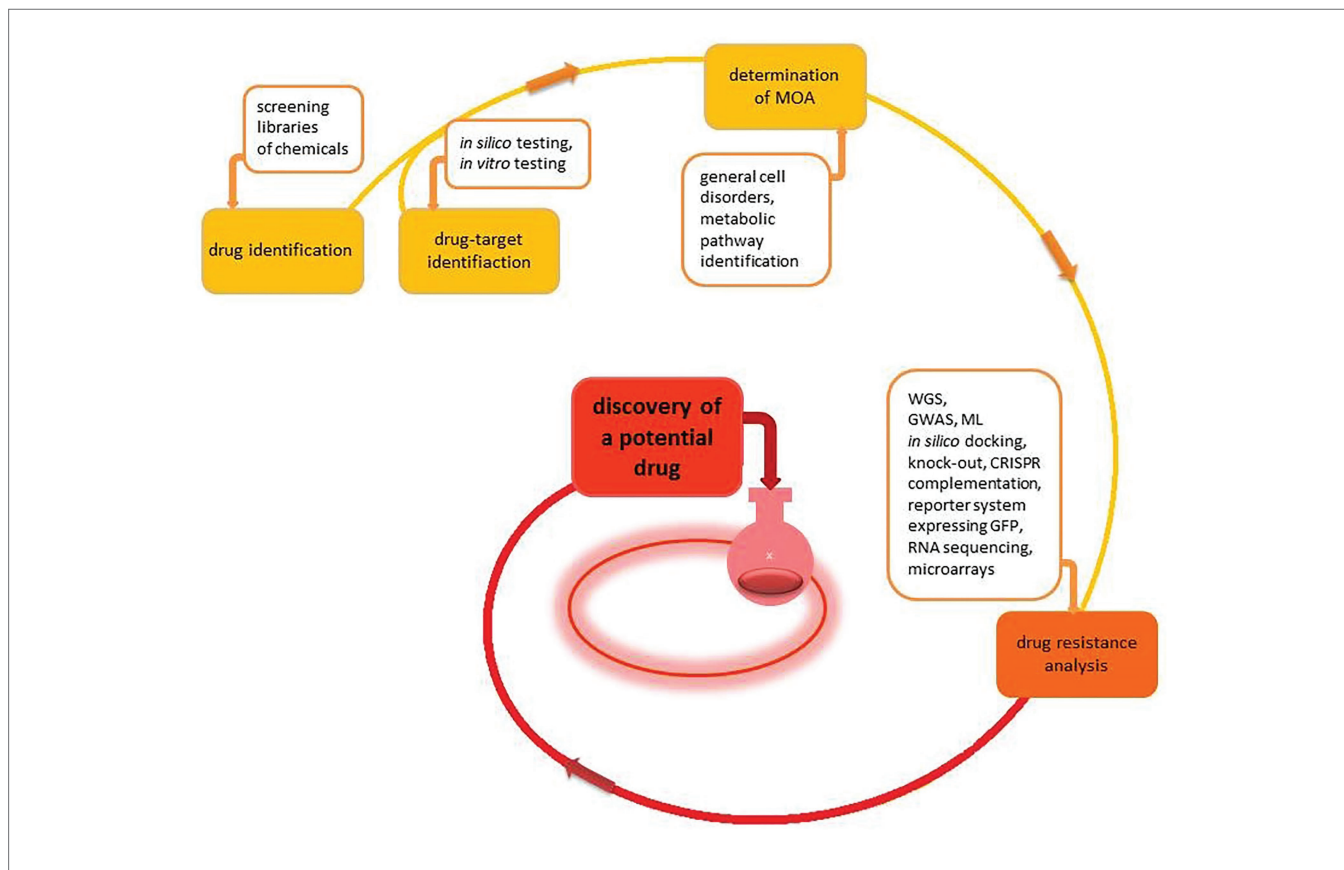 screening
libraries
of chemicals
drug identification
in silico testing,
in vitro testing
drug-target
identifiaction
determination
of MOA
general cell
disorders,
metabolic
pathway
identification
WGS,
GWAS, ML
in silico docking,
knock-out, CRISPR
complementation,
reporter system
expressing GFP,
RNA sequencing,
microarrays
drug resistance
analysis
discovery of
a potential
drug
x